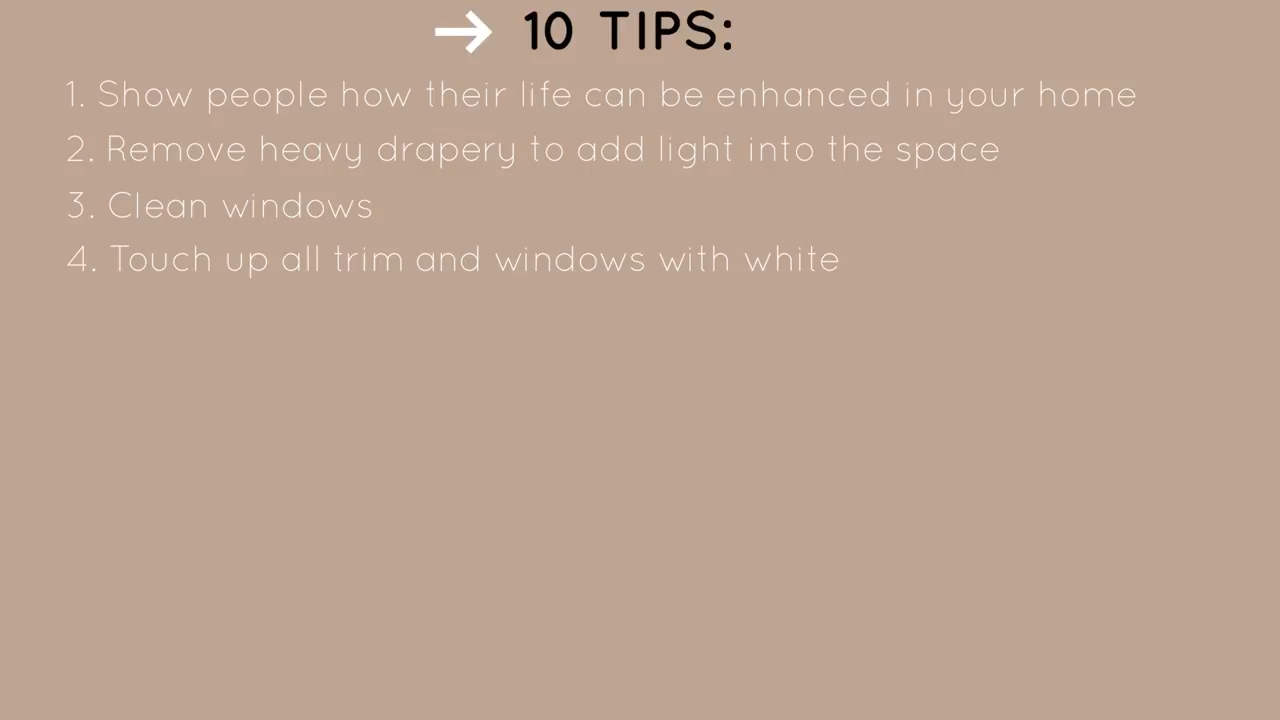 → 10 TIPS:
1. Show people how their life can be enhanced in your home
2. Remove heavy drapery to add light into the space
3. Clean windows
4. Touch up all trim and windows with white